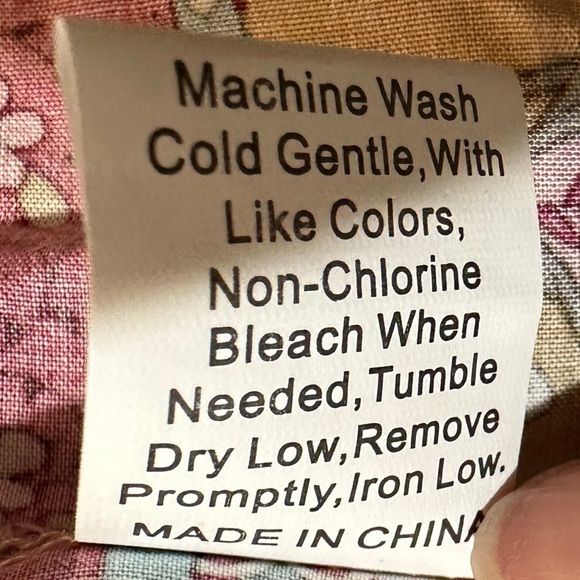 Machine Wash
Cold Gentle,With
Like Colors,
Non-Chlorine
Bleach When
Needed,Tumble
Dry Low,Remove
Promptly,Iron Low.
MADE IN CHINA